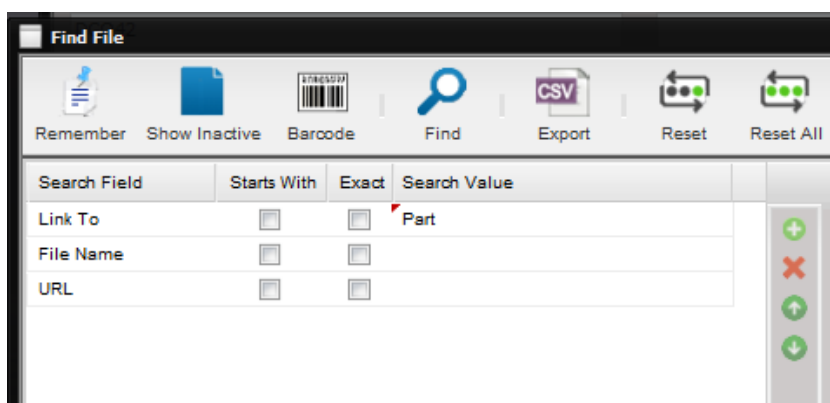 Find File
Remember Show Inactive Barcode Find CSV Export Reset Reset All
Search Field Starts With Exact Search Value
Link To Part
File Name
URL